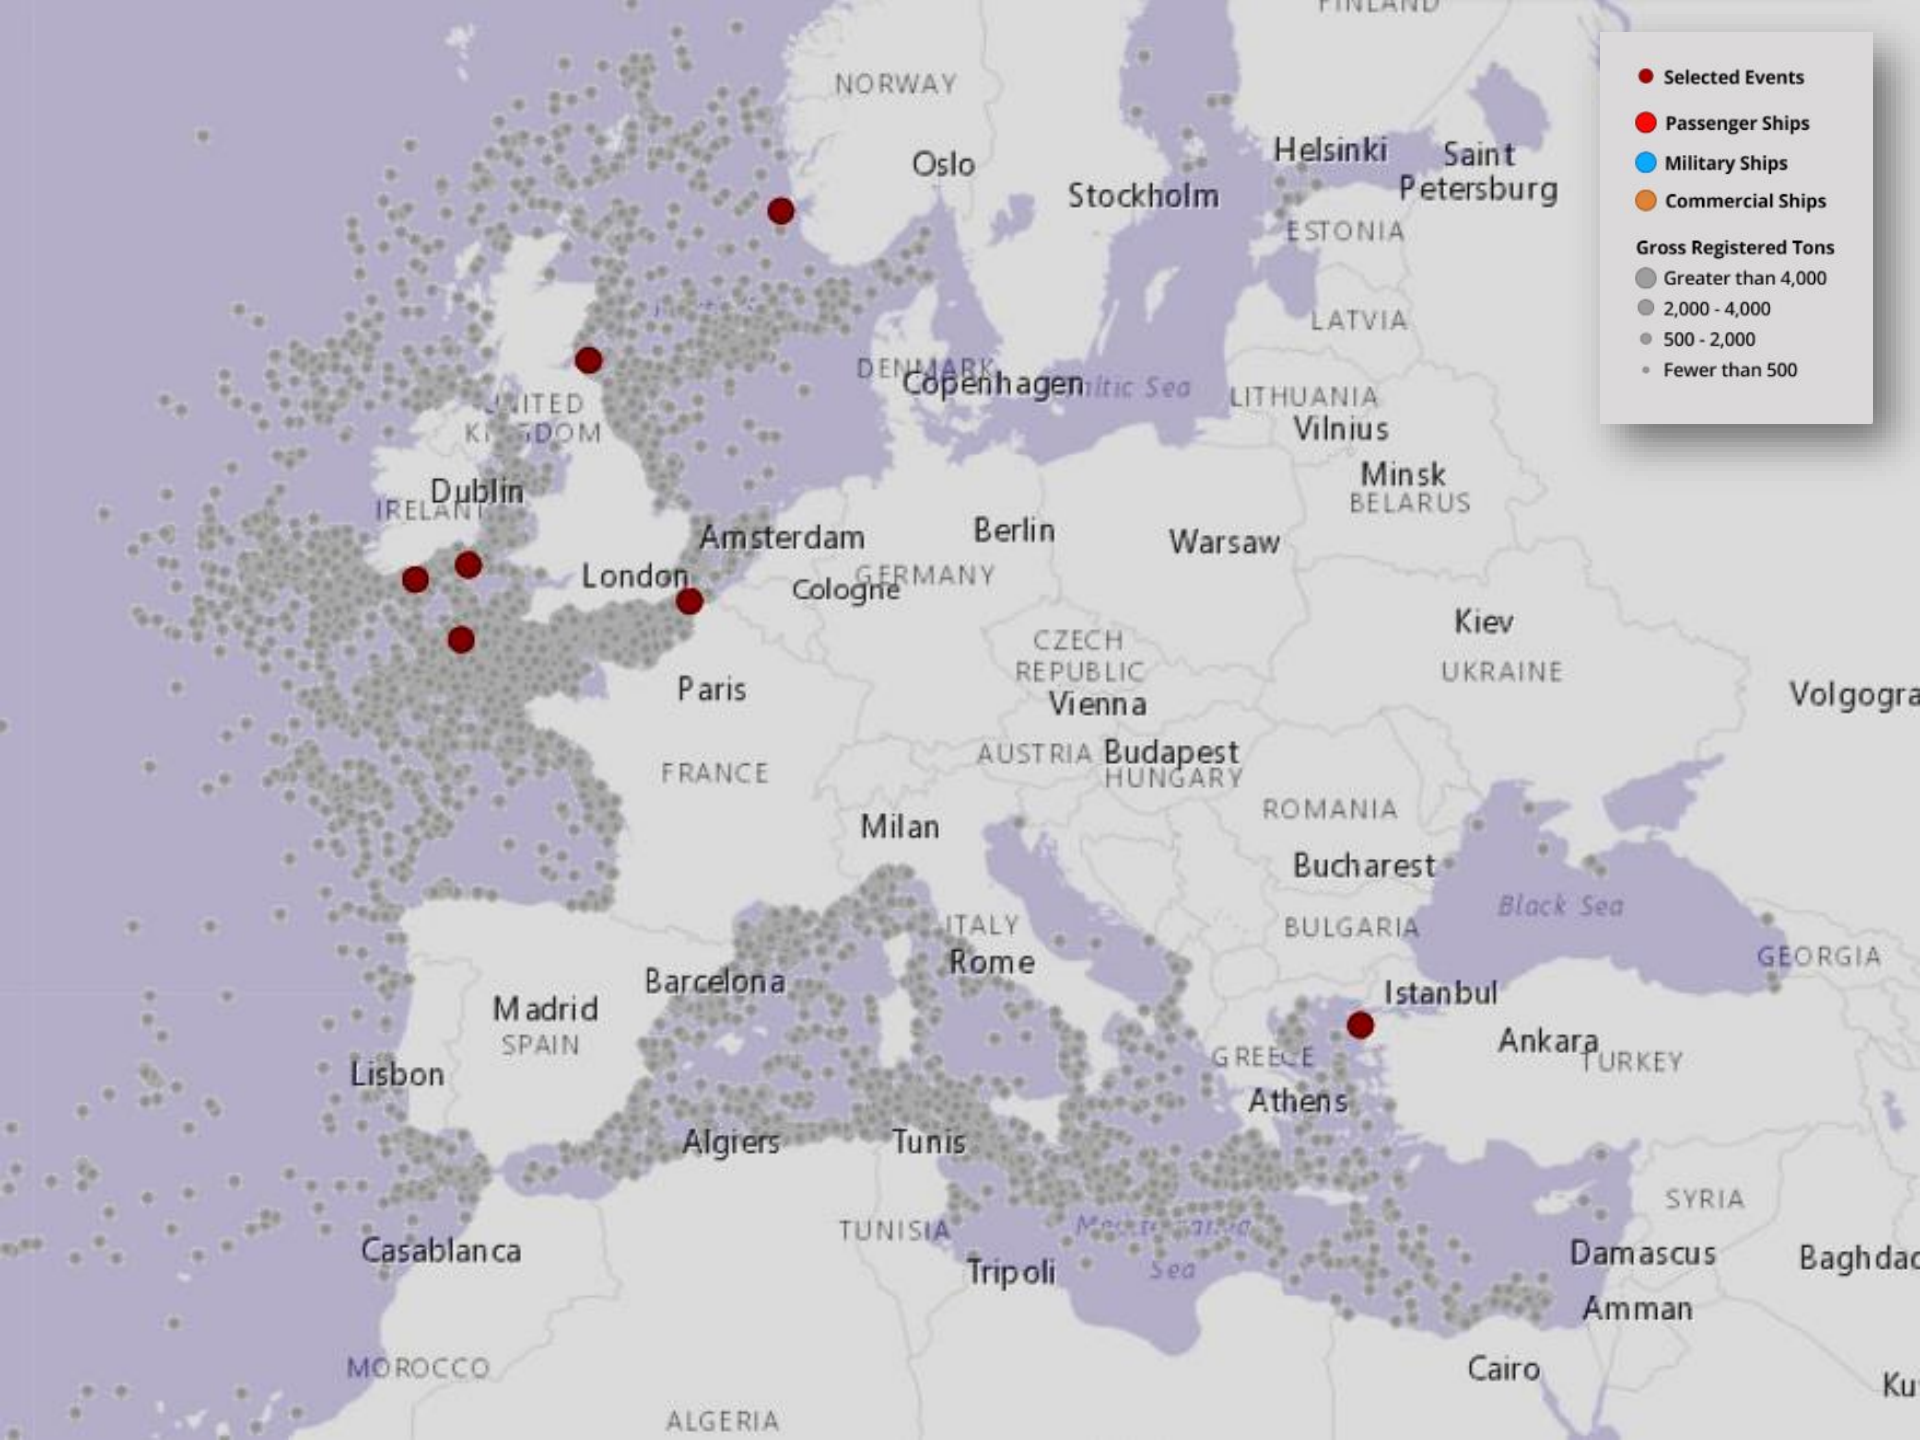 FINLAND
NORWAY
Oslo
Helsinki
Saint
Petersburg
Stockholm
ESTONIA
LATVIA
DENMARK
Copenhagen
Baltic Sea
LITHUANIA
Vilnius
UNITED
KINGDOM
Minsk
BELARUS
Dublin
Amsterdam
Berlin
Warsaw
London
GERMANY
Cologne
Kiev
CZECH
REPUBLIC
UKRAINE
Paris
Vienna
Volgogra
AUSTRIA
Budapest
HUNGARY
FRANCE
ROMANIA
Milan
Bucharest
Black Sea
ITALY
BULGARIA
GEORGIA
Rome
Barcelona
Istanbul
Madrid
SPAIN
Ankara
TURKEY
GREECE
Lisbon
Athens
Algiers
Tunis
SYRIA
TUNISIA
Casablanca
Damascus
Baghdad
Tripoli
Sea
Amman
MOROCCO
Cairo
Ku
ALGERIA
Selected Events
Passenger Ships
Military Ships
Commercial Ships
Gross Registered Tons
Greater than 4,000
2,000 - 4,000
500 - 2,000
Fewer than 500